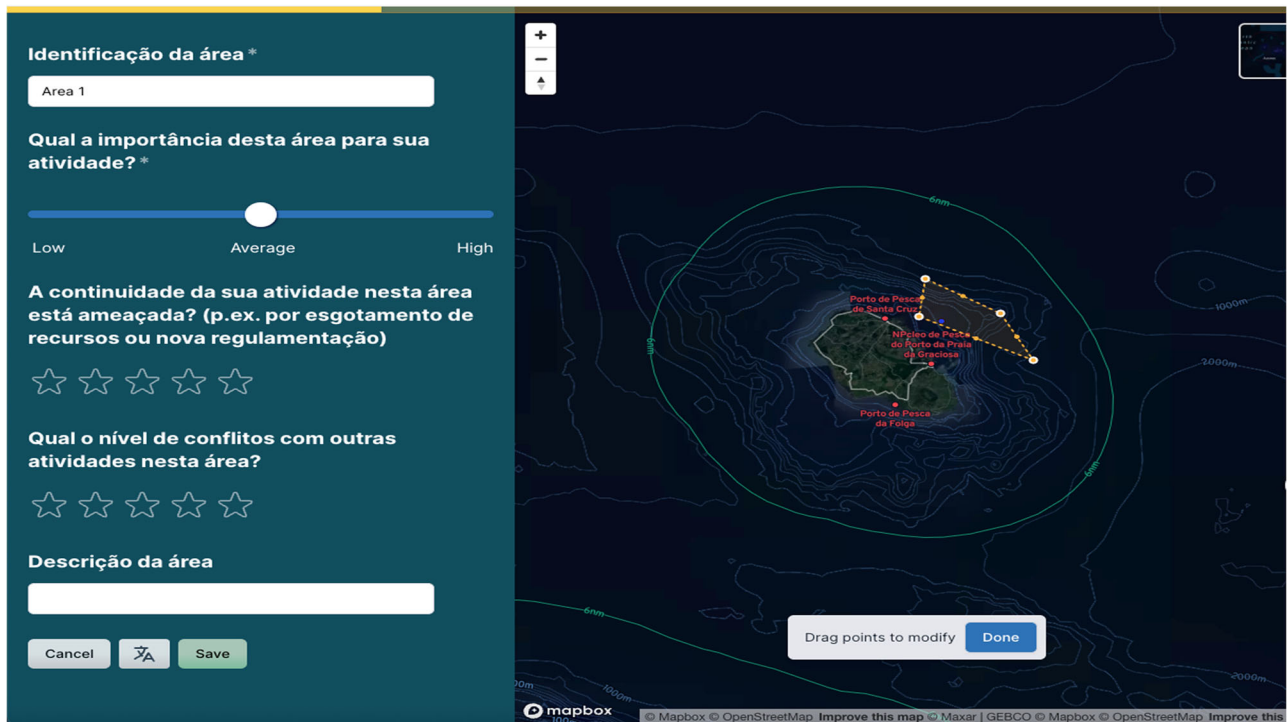 Identificação da área *
Area 1
Qual a importância desta área para sua
atividade? *
Low Average High
A continuidade da sua atividade nesta área
está ameaçada? (p.ex. por esgotamento de
recursos ou nova regulamentação)
Qual o nível de conflitos com outras
atividades nesta área?
Descrição da área
Cancel
Save
6nm
1000m
Porto de Pesca
de Santa Cruz
NPcleo de Pesca
do Porto da Praia
da Graciosa
6nm
2000m
Porto de Pesca
da Folga
6nm
6nm
Drag points to modify Done
2000m
1000m
mapbox
© Mapbox © OpenStreetMap Improve this map © Maxar | GEBCO © Mapbox © OpenStreetMap Improve this